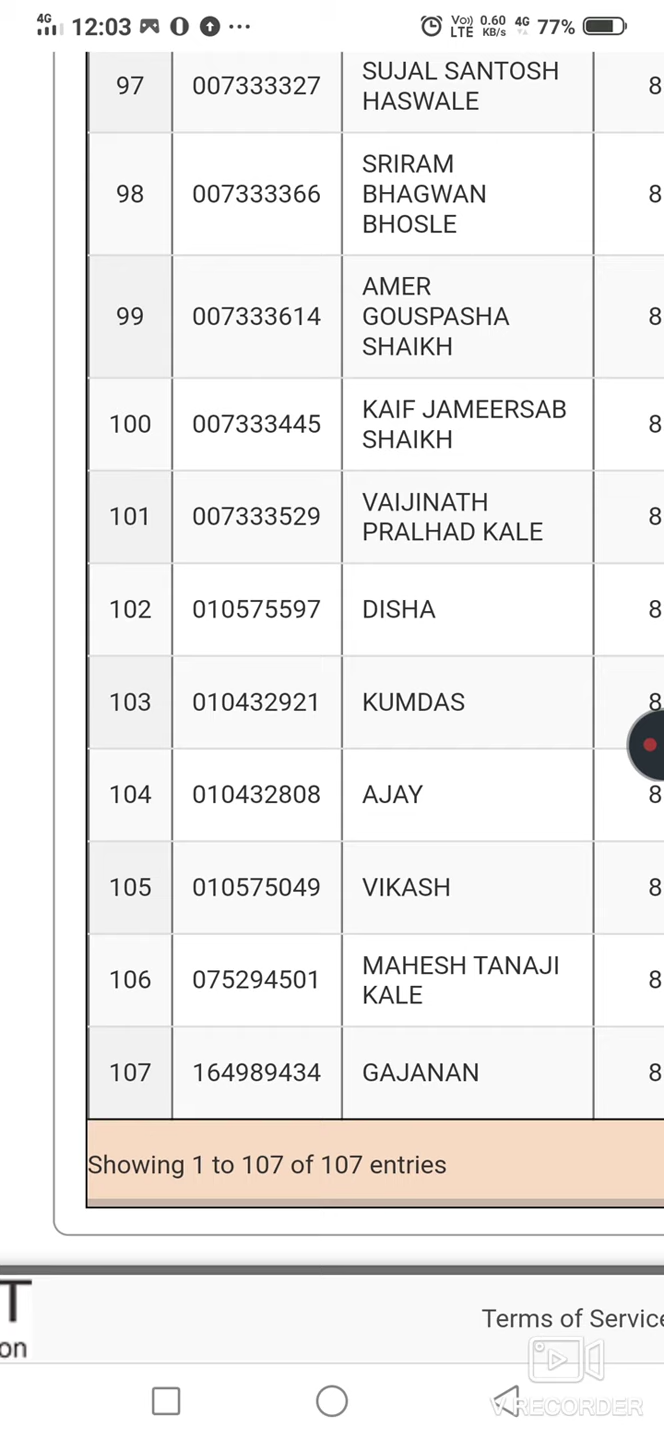 4G 12:03 ... Vo)) LTE 0.60 KB/s 4G 77%
97 007333327 SUJAL SANTOSH HASWALE 8
98 007333366 SRIRAM BHAGWAN BHOSLE 8
99 007333614 AMER GOUSPASHA SHAIKH 8
100 007333445 KAIF JAMEERSAB SHAIKH 8
101 007333529 VAIJINATH PRALHAD KALE 8
102 010575597 DISHA 8
103 010432921 KUMDAS 8
104 010432808 AJAY 8
105 010575049 VIKASH 8
106 075294501 MAHESH TANAJI KALE 8
107 164989434 GAJANAN 8
Showing 1 to 107 of 107 entries
T
on
Terms of Service
V RECORDER